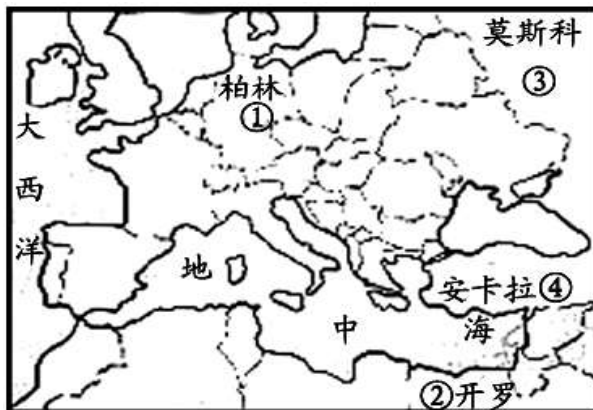 莫斯科
③
柏林
①
大
西
洋
地
中
海
安卡拉④
②开罗